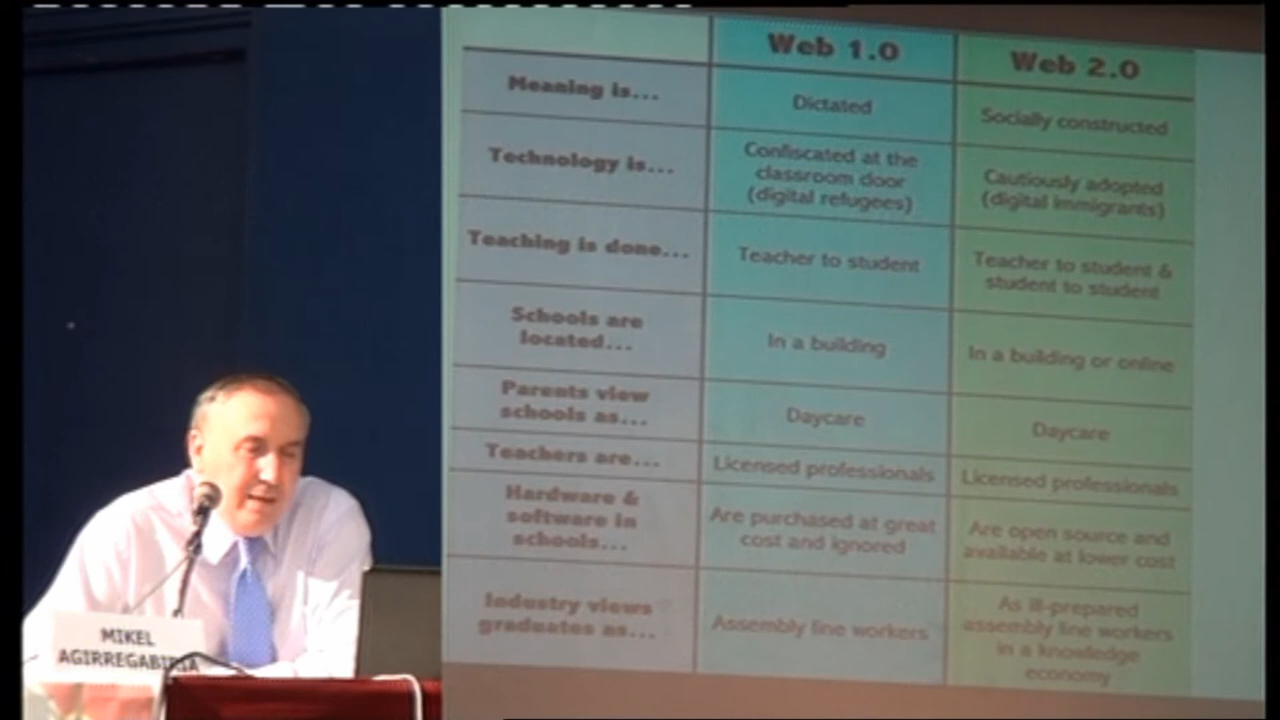 Web 1.0
Web 2.0
Meaning is...
Dictated
Socially constructed
Technology is...
Confiscated at the
classroom door
(digital refugees)
Cautiously adopted
(digital immigrants)
Teaching is done...
Teacher to student
Teacher to student &
student to student
Schools are
located...
In a building
In a building or online
Parents view
schools as...
Daycare
Daycare
Teachers are...
Licensed professionals
Licensed professionals
Hardware &
software in
schools...
Are purchased at great
cost and ignored
Are open source and
available at lower cost
Industry views
graduates as...
Assembly line workers
As ill-prepared
assembly line workers
in a knowledge
economy
MIKEL
AGIRREGABIRIA